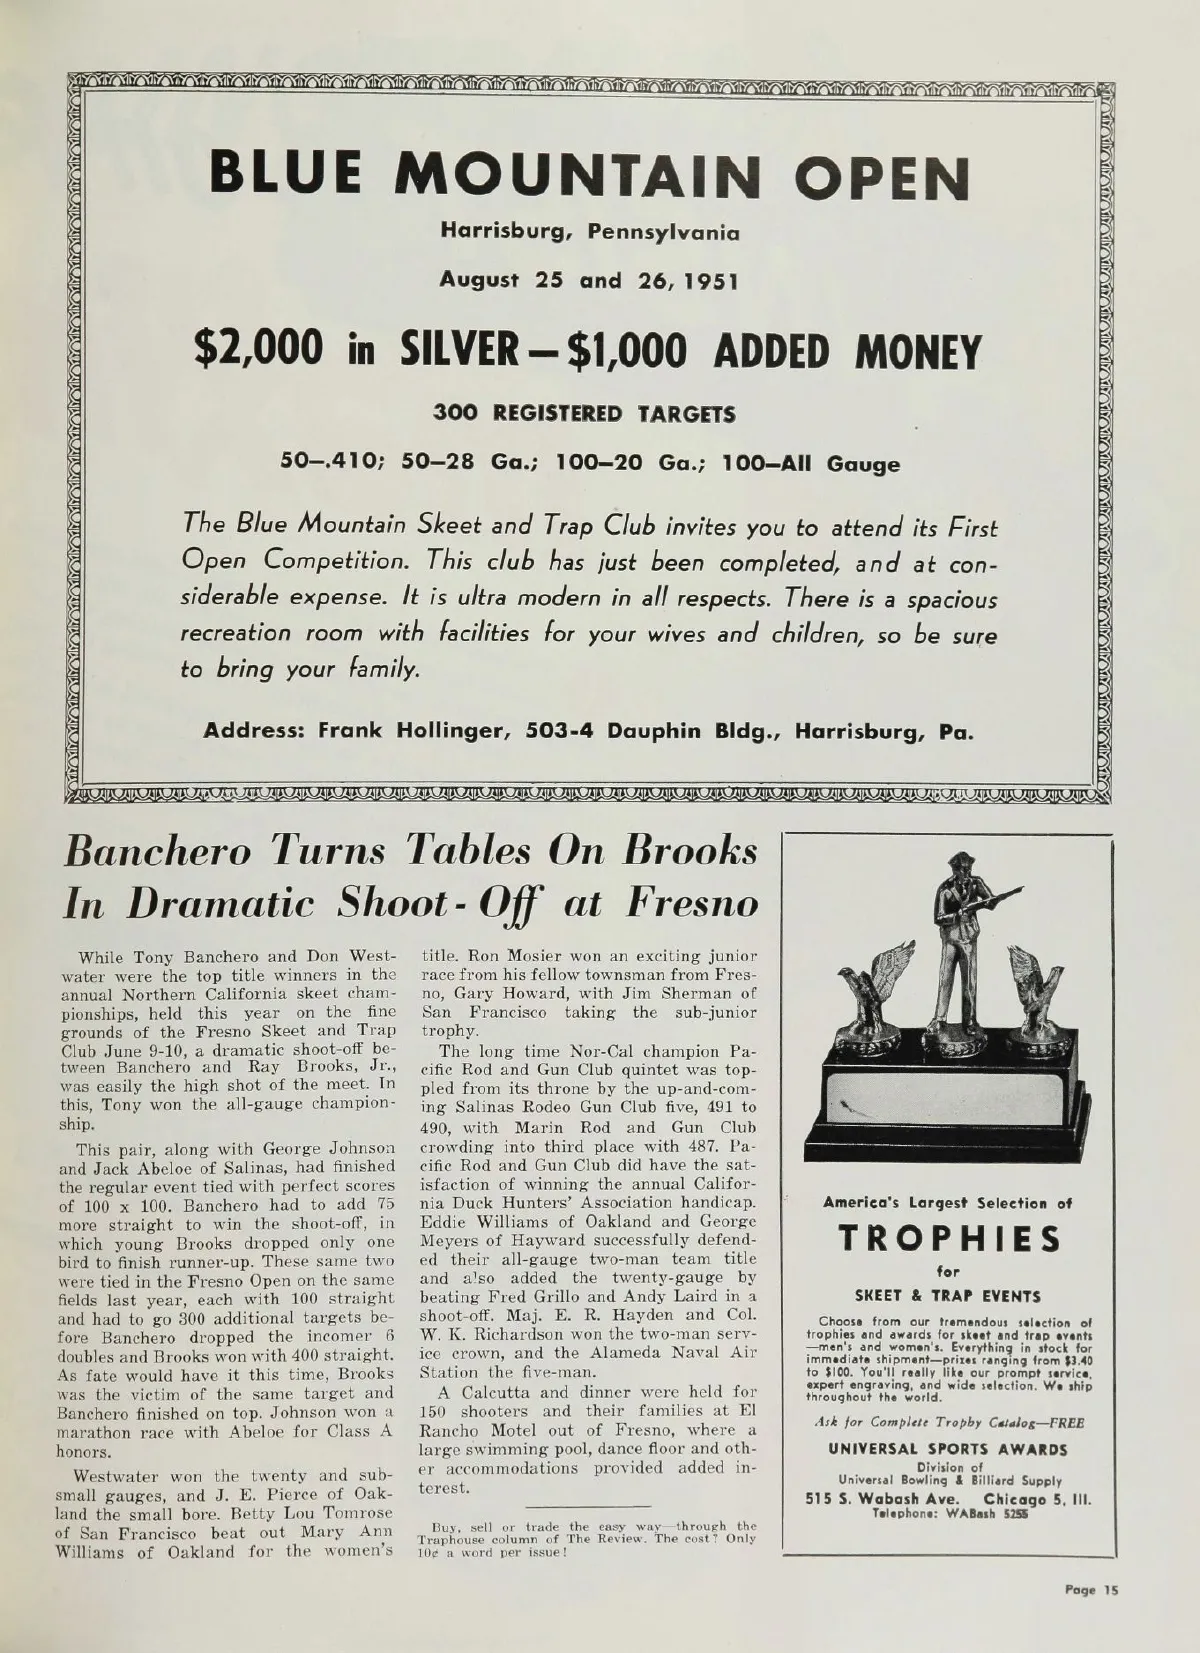 BLUE MOUNTAIN OPEN
Harrisburg, Pennsylvania
August 25 and 26, 1951
$2,000 in SILVER — $1,000 ADDED MONEY
300 REGISTERED TARGETS
50—.410; 50—28 Ga.; 100—20 Ga.; 100—All Gauge
The Blue Mountain Skeet and Trap Club invites you to attend its First
Open Competition. This club has just been completed, and at con-
siderable expense. It is ultra modern in all respects. There is a spacious
recreation room with facilities for your wives and children, so be sure
to bring your family.
Address: Frank Hollinger, 503-4 Dauphin Bldg., Harrisburg, Pa.
Banchero Turns Tables On Brooks
In Dramatic Shoot-Off at Fresno
While Tony Banchero and Don West-
water were the top title winners in the
annual Northern California skeet cham-
pionships, held this year on the fine
grounds of the Fresno Skeet and Trap
Club June 9-10, a dramatic shoot-off be-
tween Banchero and Ray Brooks, Jr.,
was easily the high shot of the meet. In
this, Tony won the all-gauge champion-
ship.
This pair, along with George Johnson
and Jack Abeloe of Salinas, had finished
the regular event tied with perfect scores
of 100 x 100. Banchero had to add 75
more straight to win the shoot-off, in
which young Brooks dropped only one
bird to finish runner-up. These same two
were tied in the Fresno Open on the same
fields last year, each with 100 straight
and had to go 300 additional targets be-
fore Banchero dropped the incomer 6
doubles and Brooks won with 400 straight.
As fate would have it this time, Brooks
was the victim of the same target and
Banchero finished on top. Johnson won a
marathon race with Abeloe for Class A
honors.
Westwater won the twenty and sub-
small gauges, and J. E. Pierce of Oak-
land the small bore. Betty Lou Tomrose
of San Francisco beat out Mary Ann
Williams of Oakland for the women's
title. Ron Mosier won an exciting junior
race from his fellow townsman from Fres-
no, Gary Howard, with Jim Sherman of
San Francisco taking the sub-junior
trophy.
The long time Nor-Cal champion Pa-
cific Rod and Gun Club quintet was top-
pled from its throne by the up-and-com-
ing Salinas Rodeo Gun Club five, 491 to
490, with Marin Rod and Gun Club
crowding into third place with 487. Pa-
cific Rod and Gun Club did have the sat-
isfaction of winning the annual Califor-
nia Duck Hunters' Association handicap.
Eddie Williams of Oakland and George
Meyers of Hayward successfully defend-
ed their all-gauge two-man team title
and also added the twenty-gauge by
beating Fred Grillo and Andy Laird in a
shoot-off. Maj. E. R. Hayden and Col.
W. K. Richardson won the two-man serv-
ice crown, and the Alameda Naval Air
Station the five-man.
A Calcutta and dinner were held for
150 shooters and their families at El
Rancho Motel out of Fresno, where a
large swimming pool, dance floor and oth-
er accommodations provided added in-
terest.
Buy, sell or trade the easy way—through the
Traphouse column of The Review. The cost? Only
10¢ a word per issue!
America's Largest Selection of
TROPHIES
for
SKEET & TRAP EVENTS
Choose from our tremendous selection of
trophies and awards for skeet and trap events
—men's and women's. Everything in stock for
immediate shipment—prizes ranging from $3.40
to $100. You'll really like our prompt service,
expert engraving, and wide selection. We ship
throughout the world.
Ask for Complete Trophy Catalog—FREE
UNIVERSAL SPORTS AWARDS
Division of
Universal Bowling & Billiard Supply
515 S. Wabash Ave. Chicago 5, Ill.
Telephone: WABash 5255
Page 15